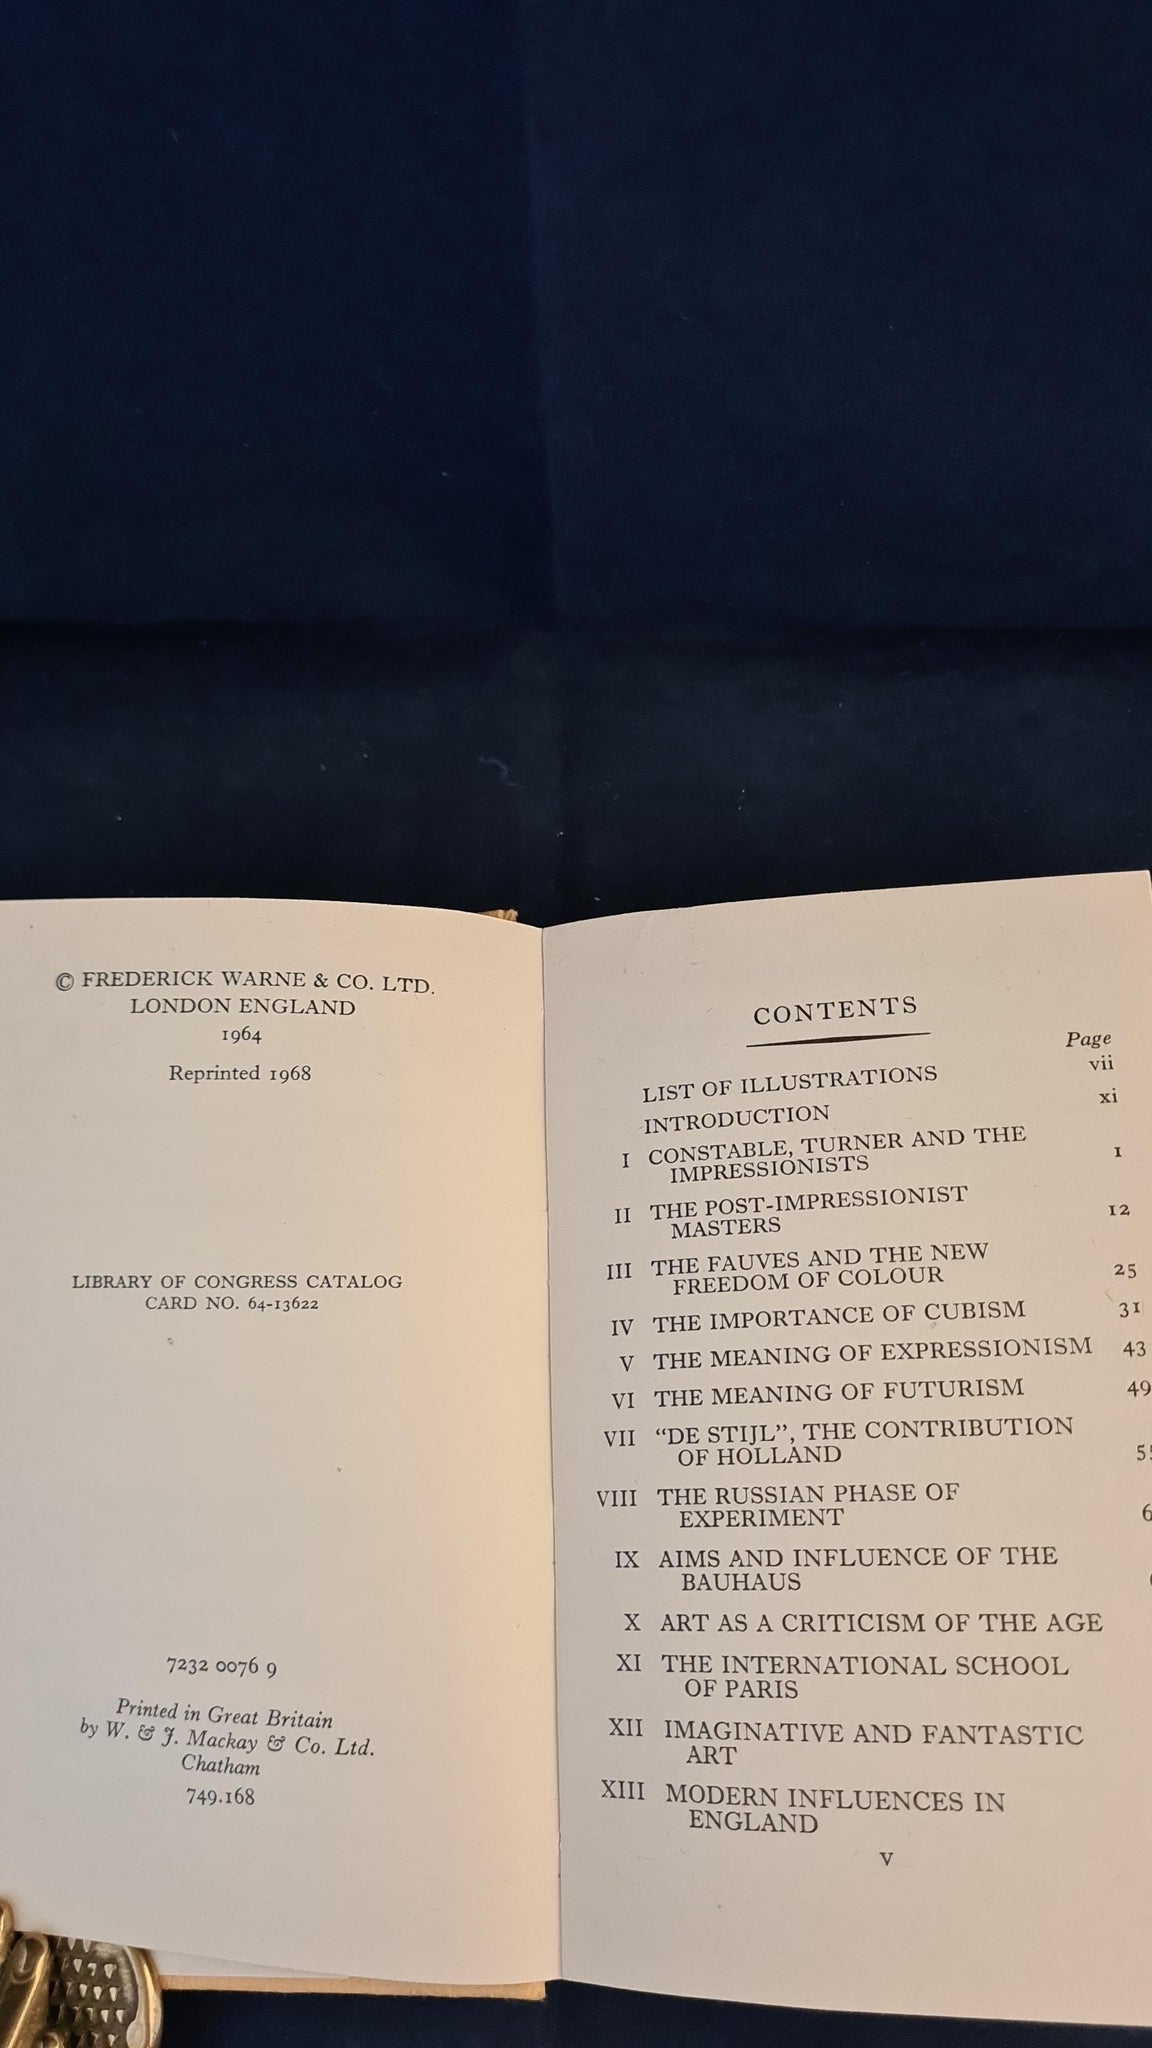 © FREDERICK WARNE & CO. LTD.
LONDON ENGLAND
1964
Reprinted 1968
LIBRARY OF CONGRESS CATALOG
CARD NO. 64-13622
7232 0076 9
Printed in Great Britain
by W. & J. Mackay & Co. Ltd.
Chatham
749.168
CONTENTS
Page
LIST OF ILLUSTRATIONS vii
INTRODUCTION xi
I CONSTABLE, TURNER AND THE
IMPRESSIONISTS 1
II THE POST-IMPRESSIONIST
MASTERS 12
III THE FAUVES AND THE NEW
FREEDOM OF COLOUR 25
IV THE IMPORTANCE OF CUBISM 31
V THE MEANING OF EXPRESSIONISM 43
VI THE MEANING OF FUTURISM 49
VII “DE STIJL”, THE CONTRIBUTION
OF HOLLAND
VIII THE RUSSIAN PHASE OF
EXPERIMENT
IX AIMS AND INFLUENCE OF THE
BAUHAUS
X ART AS A CRITICISM OF THE AGE
XI THE INTERNATIONAL SCHOOL
OF PARIS
XII IMAGINATIVE AND FANTASTIC
ART
XIII MODERN INFLUENCES IN
ENGLAND
v